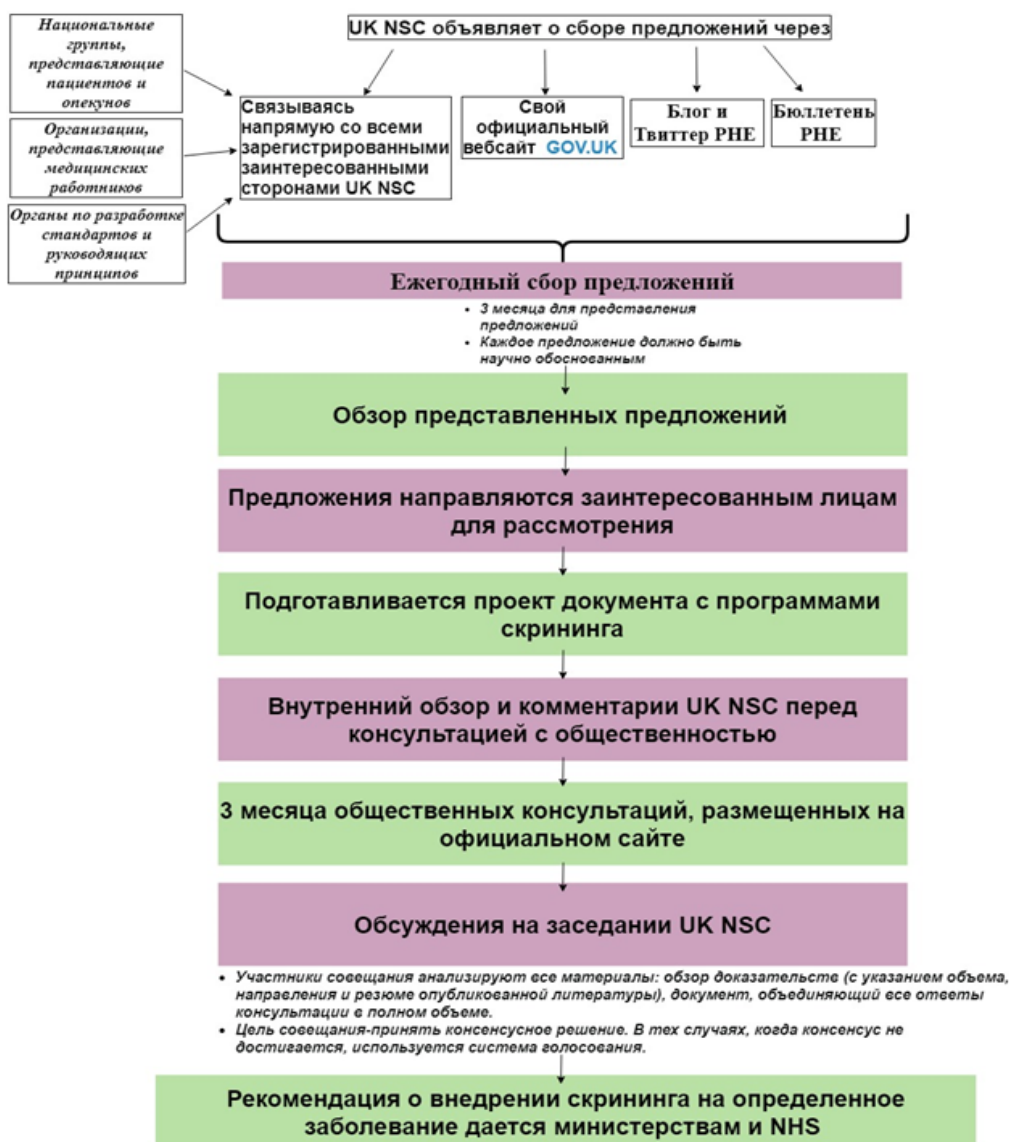 Национальные
группы,
представляющие
пациентов и
опекунов
Организации,
представляющие
медицинских
работников
Органы по разработке
стандартов и
руководящих
принципов
UK NSC объявляет о сборе предложений через
Связываясь
напрямую со всеми
зарегистрированными
заинтересованными
сторонами UK NSC
Свой
официальный
вебсайт GOV.UK
Блог и
Твиттер PHE
Бюллетень
PHE
Ежегодный сбор предложений
• 3 месяца для представления
предложений
• Каждое предложение должно быть
научно обоснованным
Обзор представленных предложений
Предложения направляются заинтересованным лицам
для рассмотрения
Подготавливается проект документа с программами
скрининга
Внутренний обзор и комментарии UK NSC перед
консультацией с общественностью
3 месяца общественных консультаций, размещенных на
официальном сайте
Обсуждения на заседании UK NSC
• Участники совещания анализируют все материалы: обзор доказательств (с указанием объема,
направления и резюме опубликованной литературы), документ, объединяющий все ответы
консультации в полном объеме.
• Цель совещания-принять консенсусное решение. В тех случаях, когда консенсус не
достигается, используется система голосования.
Рекомендация о внедрении скрининга на определенное
заболевание дается министерствам и NHS